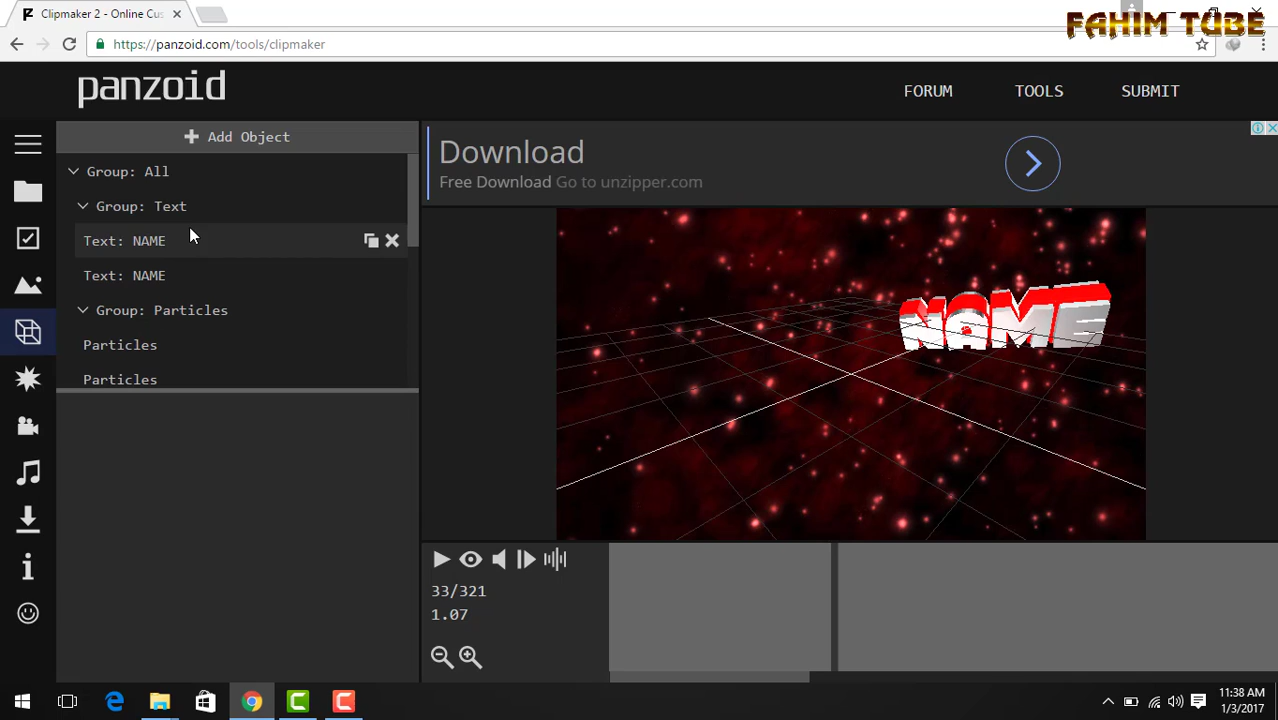 Clipmaker 2 - Online Cus
FAHIM TUBE
https://panzoid.com/tools/clipmaker
panzoid
FORUM
TOOLS
SUBMIT
Add Object
Group: All
Group: Text
Text: NAME
Text: NAME
Group: Particles
Particles
Particles
Download
Free Download Go to unzipper.com
NAME
33/321
1.07
11:38 AM
1/3/2017